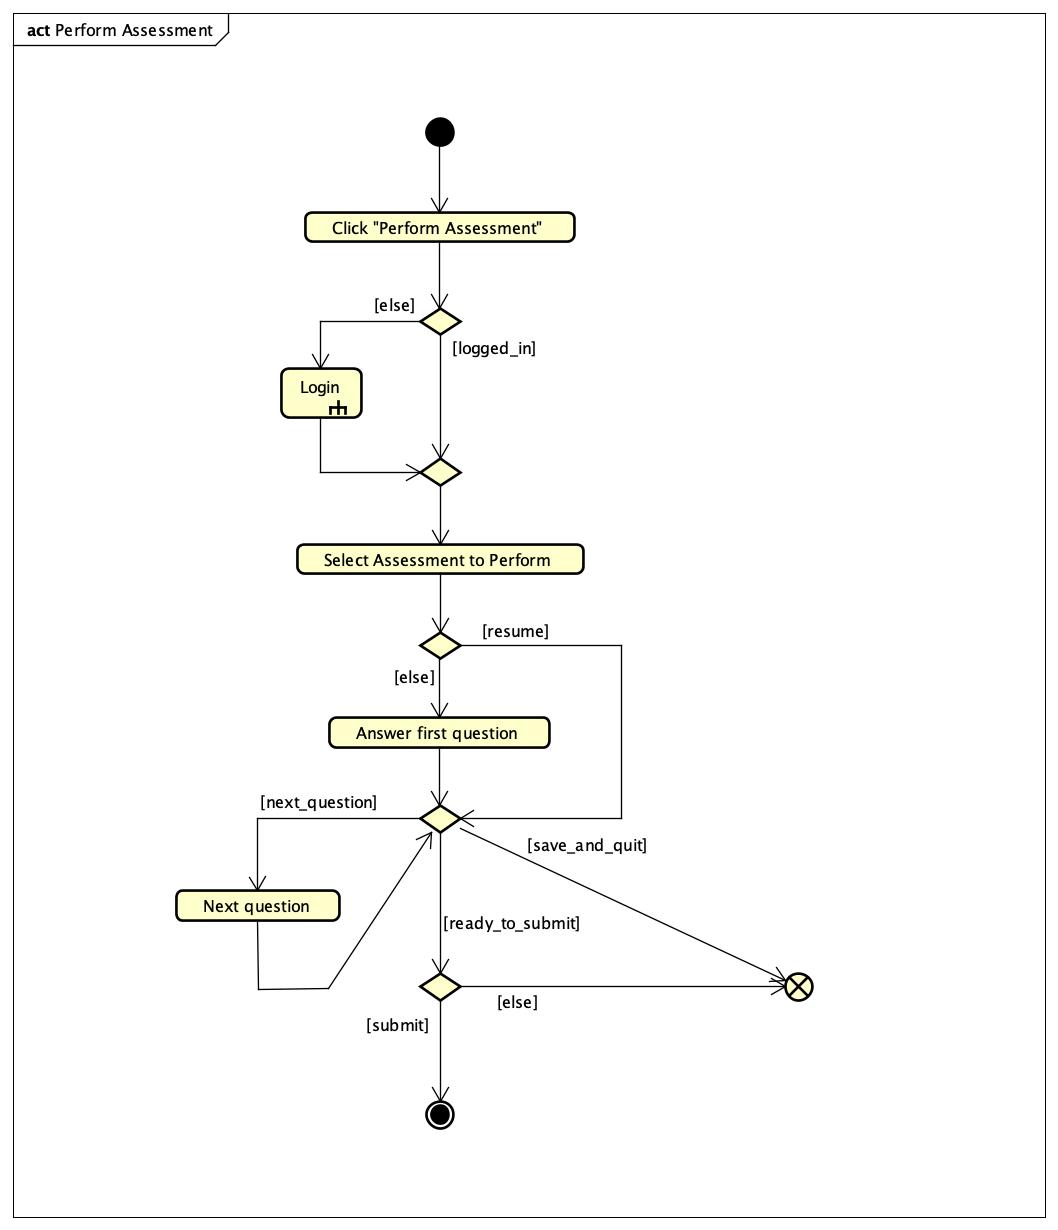 act Perform Assessment
Click "Perform Assessment"
[else]
[logged_in]
Login
Select Assessment to Perform
[resume]
[else]
Answer first question
[next_question]
[save_and_quit]
Next question
[ready_to_submit]
[else]
[submit]